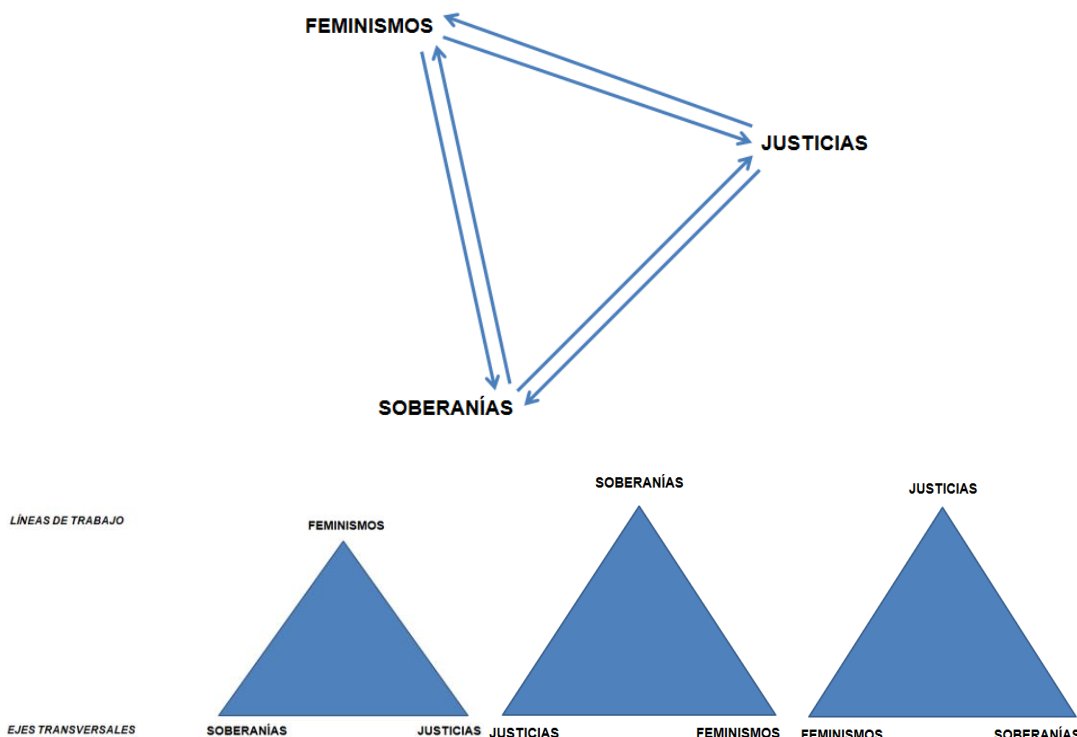 FEMINISMOS
JUSTICIAS
SOBERANÍAS
SOBERANÍAS
JUSTICIAS
LÍNEAS DE TRABAJO
FEMINISMOS
EJES TRANSVERSALES
SOBERANÍAS
JUSTICIAS
JUSTICIAS
FEMINISMOS
FEMINISMOS
SOBERANÍAS